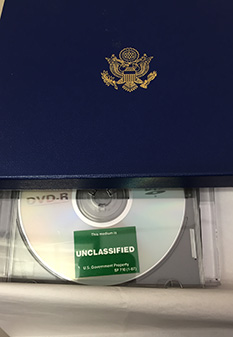 DVD-R
This medium is
UNCLASSIFIED
U.S. Government Property
SF 710 (1-87)